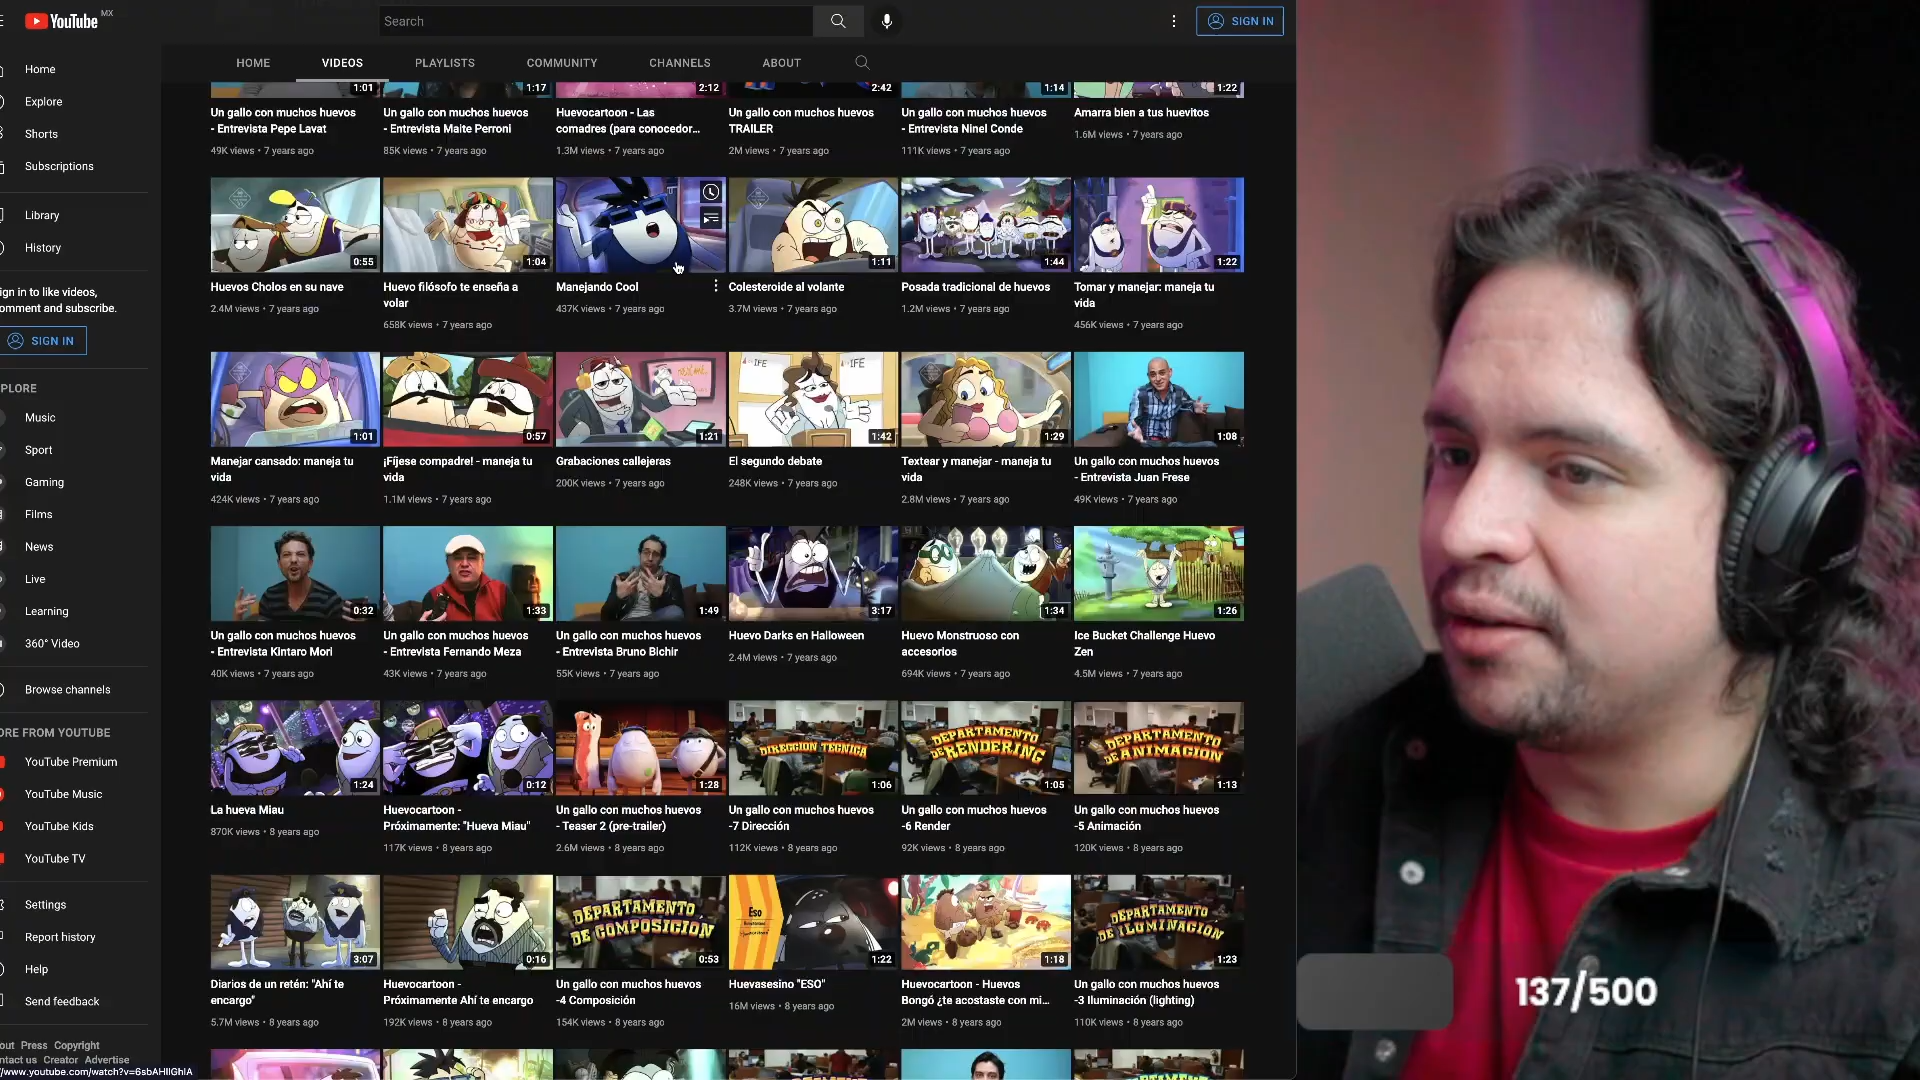 YouTube MX
Search
SIGN IN
HOME
VIDEOS
PLAYLISTS
COMMUNITY
CHANNELS
ABOUT
Home
Explore
Shorts
Subscriptions
Library
History
ign in to like videos,
omment and subscribe.
SIGN IN
PLORE
Music
Sport
Gaming
Films
News
Live
Learning
360° Video
Browse channels
ORE FROM YOUTUBE
YouTube Premium
YouTube Music
YouTube Kids
YouTube TV
Settings
Report history
Help
Send feedback
out Press Copyright
ntact us Creator Advertise
/www.youtube.com/watch?v=6sbAHIIGhIA
1:01
1:17
2:12
2:42
1:14
1:22
Un gallo con muchos huevos
- Entrevista Pepe Lavat
49K views • 7 years ago
Un gallo con muchos huevos
- Entrevista Maite Perroni
85K views • 7 years ago
Huevocartoon - Las
comadres (para conocedor...
1.3M views • 7 years ago
Un gallo con muchos huevos
TRAILER
2M views • 7 years ago
Un gallo con muchos huevos
- Entrevista Ninel Conde
111K views • 7 years ago
Amarra bien a tus huevitos
1.6M views • 7 years ago
0:55
1:04
1:11
1:44
1:22
Huevos Cholos en su nave
2.4M views • 7 years ago
Huevo filósofo te enseña a
volar
658K views • 7 years ago
Manejando Cool
437K views • 7 years ago
Colesteroide al volante
3.7M views • 7 years ago
Posada tradicional de huevos
1.2M views • 7 years ago
Tomar y manejar: maneja tu
vida
456K views • 7 years ago
1:01
0:57
1:21
IFE
IFE
1:42
1:29
1:08
Manejar cansado: maneja tu
vida
424K views • 7 years ago
¡Fíjese compadre! - maneja tu
vida
1.1M views • 7 years ago
Grabaciones callejeras
200K views • 7 years ago
El segundo debate
248K views • 7 years ago
Textear y manejar - maneja tu
vida
2.8M views • 7 years ago
Un gallo con muchos huevos
- Entrevista Juan Frese
49K views • 7 years ago
0:32
1:33
1:49
3:17
1:34
1:26
Un gallo con muchos huevos
- Entrevista Kintaro Mori
40K views • 7 years ago
Un gallo con muchos huevos
- Entrevista Fernando Meza
43K views • 7 years ago
Un gallo con muchos huevos
- Entrevista Bruno Bichir
55K views • 7 years ago
Huevo Darks en Halloween
2.4M views • 7 years ago
Huevo Monstruoso con
accesorios
694K views • 7 years ago
Ice Bucket Challenge Huevo
Zen
4.5M views • 7 years ago
1:24
0:12
1:28
DIRECCION TECNICA
1:06
DEPARTAMENTO
DE RENDERING
1:05
DEPARTAMENTO
DE ANIMACION
1:13
La hueva Miau
870K views • 8 years ago
Huevocartoon -
Próximamente: "Hueva Miau"
117K views • 8 years ago
Un gallo con muchos huevos
- Teaser 2 (pre-trailer)
2.6M views • 8 years ago
Un gallo con muchos huevos
-7 Dirección
112K views • 8 years ago
Un gallo con muchos huevos
-6 Render
92K views • 8 years ago
Un gallo con muchos huevos
-5 Animación
120K views • 8 years ago
3:07
0:16
DEPARTAMENTO
DE COMPOSICION
0:53
Eso
1:22
1:18
DEPARTAMENTO
DE ILUMINACION
1:23
Diarios de un retén: "Ahí te
encargo"
5.7M views • 8 years ago
Huevocartoon -
Próximamente Ahí te encargo
192K views • 8 years ago
Un gallo con muchos huevos
-4 Composición
154K views • 8 years ago
Huevasesino "ESO"
16M views • 8 years ago
Huevocartoon - Huevos
Bongó ¿te acostaste con mi...
2M views • 8 years ago
Un gallo con muchos huevos
-3 Iluminación (lighting)
110K views • 8 years ago
137/500